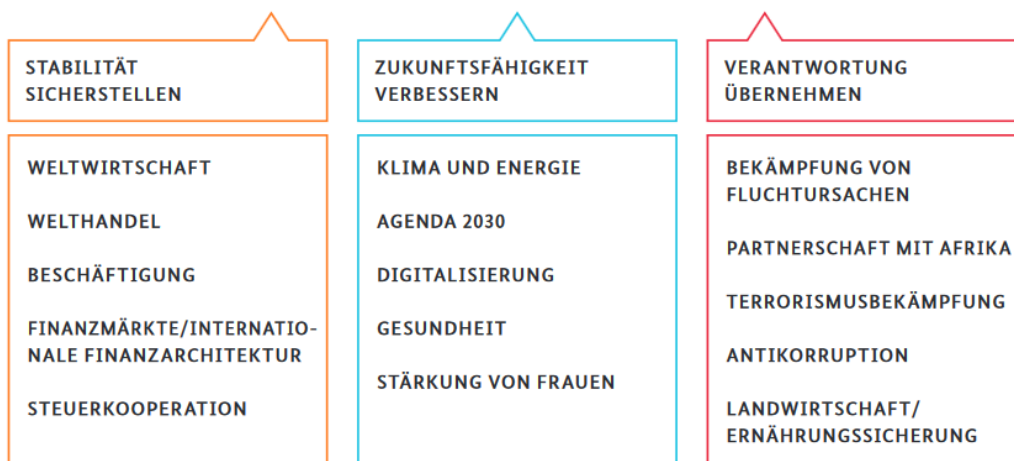 STABILITÄT
SICHERSTELLEN
WELTWIRTSCHAFT
WELTHANDEL
BESCHÄFTIGUNG
FINANZMÄRKTE/INTERNATIO-
NALE FINANZARCHITEKTUR
STEUERKOOPERATION
ZUKUNFTSFÄHIGKEIT
VERBESSERN
KLIMA UND ENERGIE
AGENDA 2030
DIGITALISIERUNG
GESUNDHEIT
STÄRKUNG VON FRAUEN
VERANTWORTUNG
ÜBERNEHMEN
BEKÄMPFUNG VON
FLUCHTURSACHEN
PARTNERSCHAFT MIT AFRIKA
TERRORISMUSBEKÄMPFUNG
ANTIKORRUPTION
LANDWIRTSCHAFT/
ERNÄHRUNGSSICHERUNG